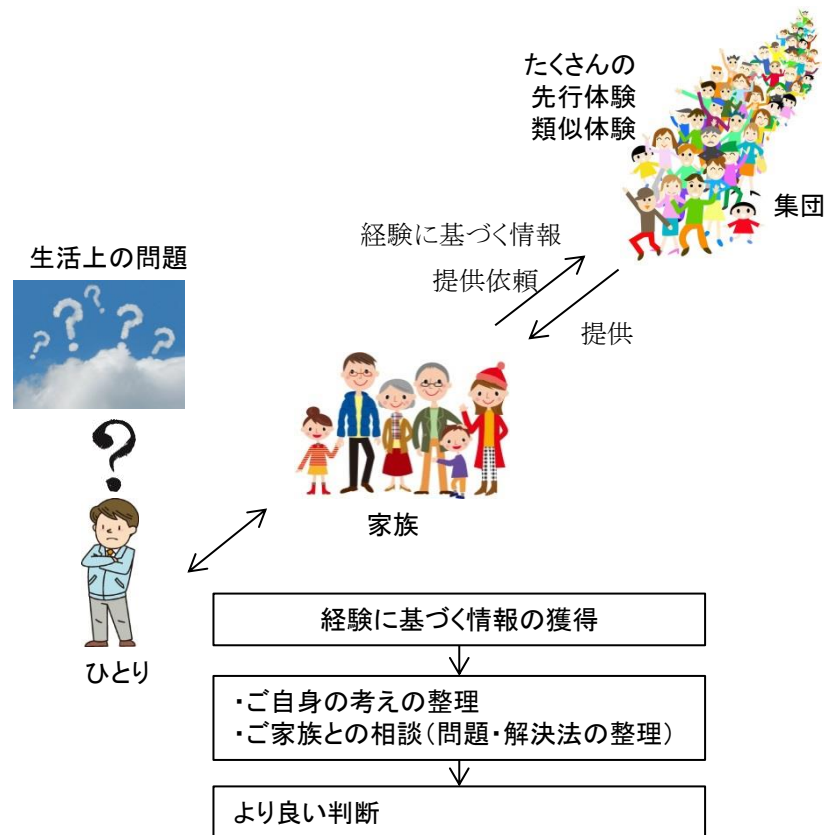 たくさんの
先行体験
類似体験
集団
経験に基づく情報
提供依頼
提供
生活上の問題
?
家族
ひとり
経験に基づく情報の獲得
・ご自身の考えの整理
・ご家族との相談(問題・解決法の整理)
より良い判断